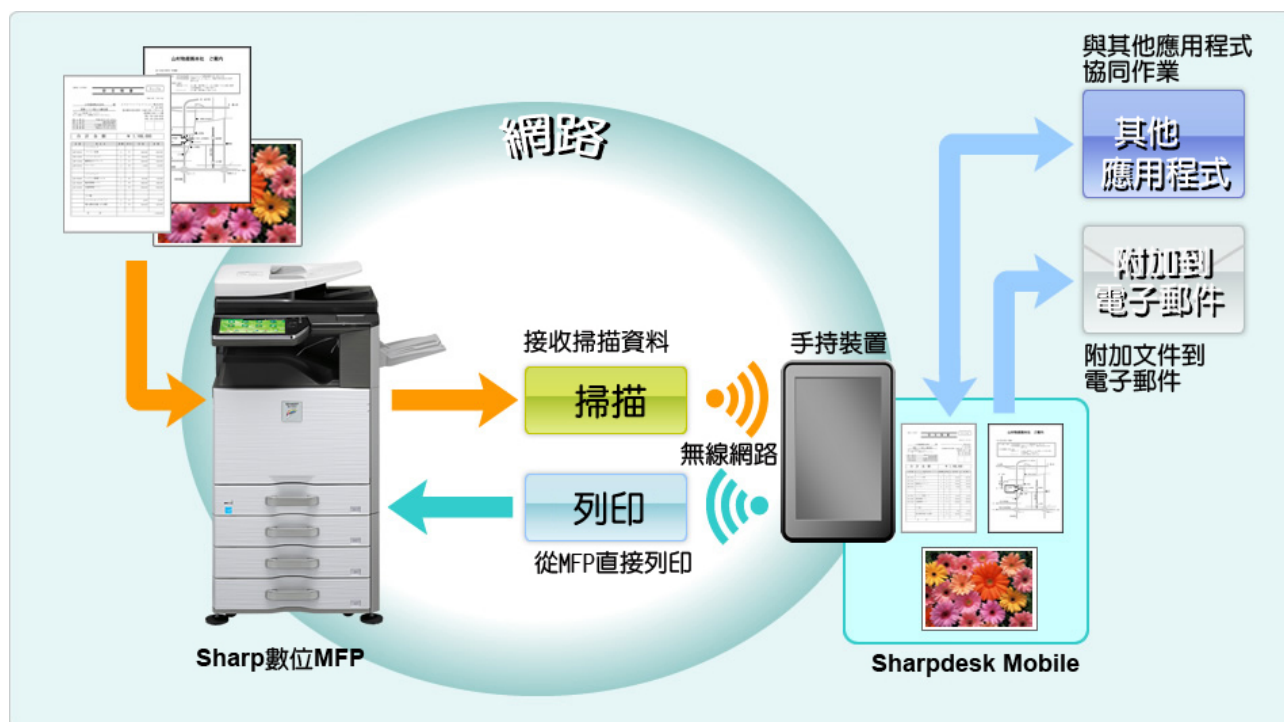 與其他應用程式
協同作業
其他
應用程式
網路
附加到
電子郵件
附加文件到
電子郵件
接收掃描資料
掃描
手持裝置
無線網路
列印
從MFP直接列印
Sharp數位MFP
Sharpdesk Mobile